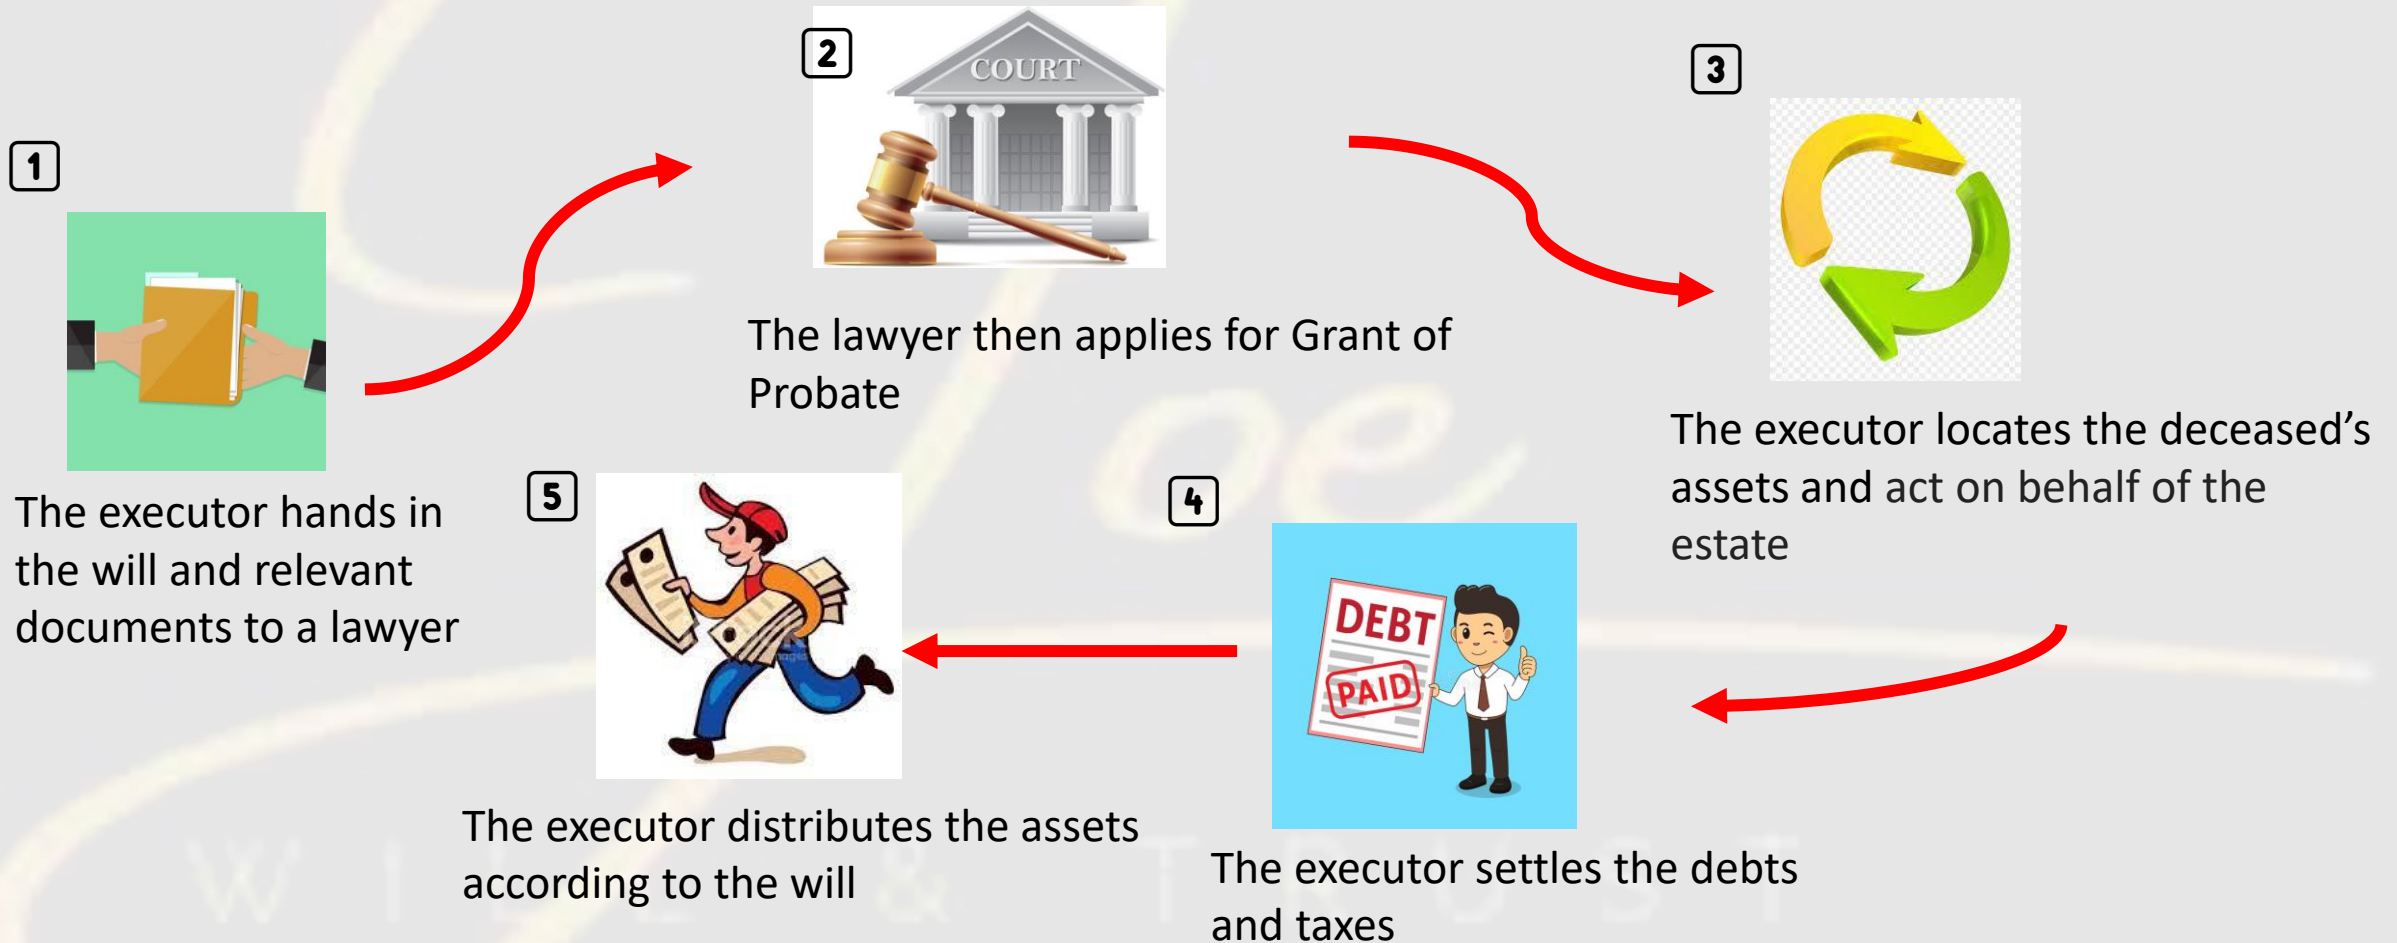 1
The executor hands in
the will and relevant
documents to a lawyer
2
COURT
The lawyer then applies for Grant of
Probate
3
The executor locates the deceased’s
assets and act on behalf of the
estate
4
DEBT
PAID
The executor settles the debts
and taxes
5
The executor distributes the assets
according to the will
WILL & TRUST